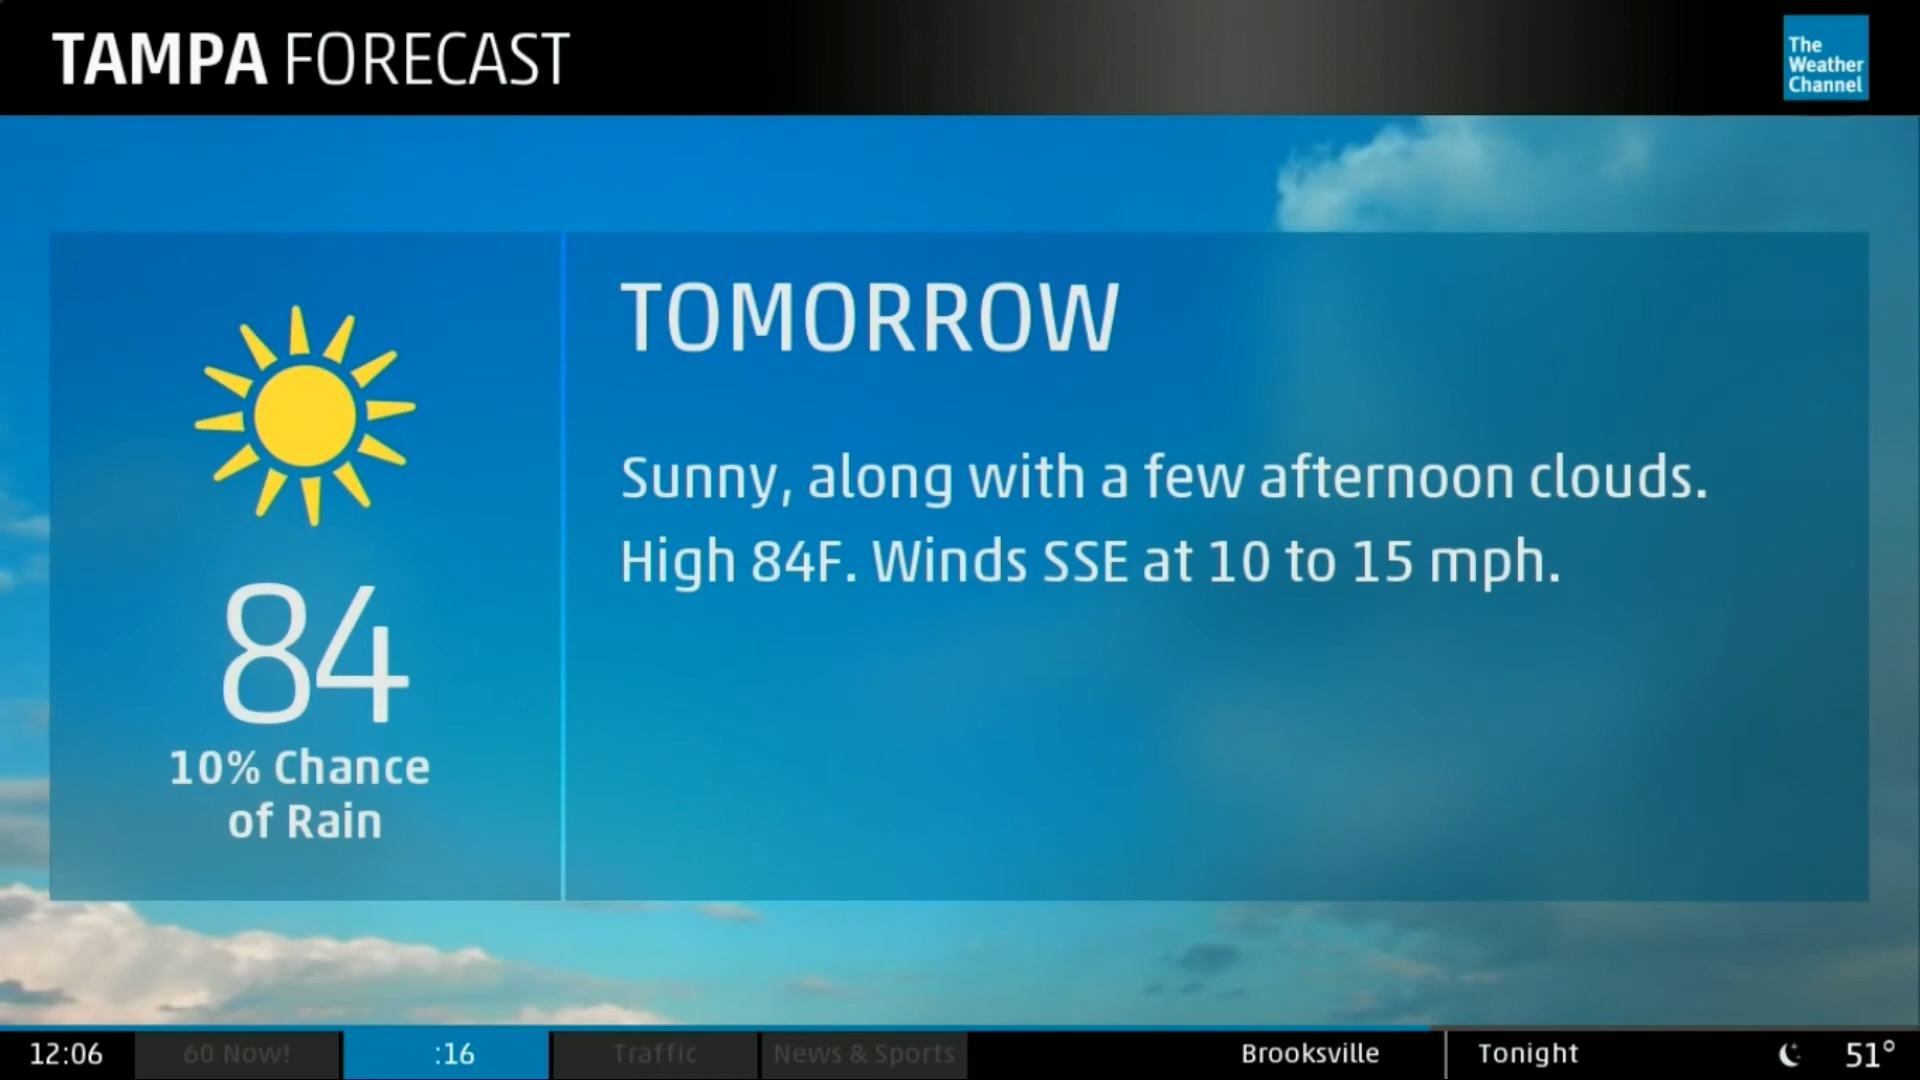 TAMPA FORECAST
The
Weather
Channel
TOMORROW
Sunny, along with a few afternoon clouds.
High 84F. Winds SSE at 10 to 15 mph.
84
10% Chance
of Rain
12:06
60 Now!
:16
Traffic
News & Sports
Brooksville
Tonight
51°